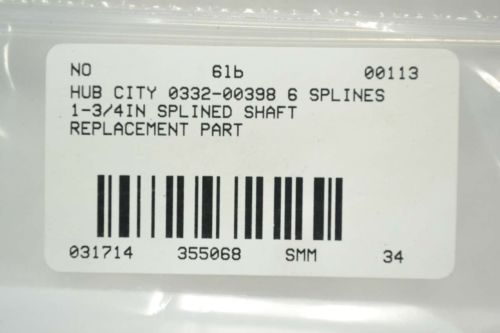 NO 6lb 00113
HUB CITY 0332-00398 6 SPLINES
1-3/4IN SPLINED SHAFT
REPLACEMENT PART
031714 355068 SMM 34